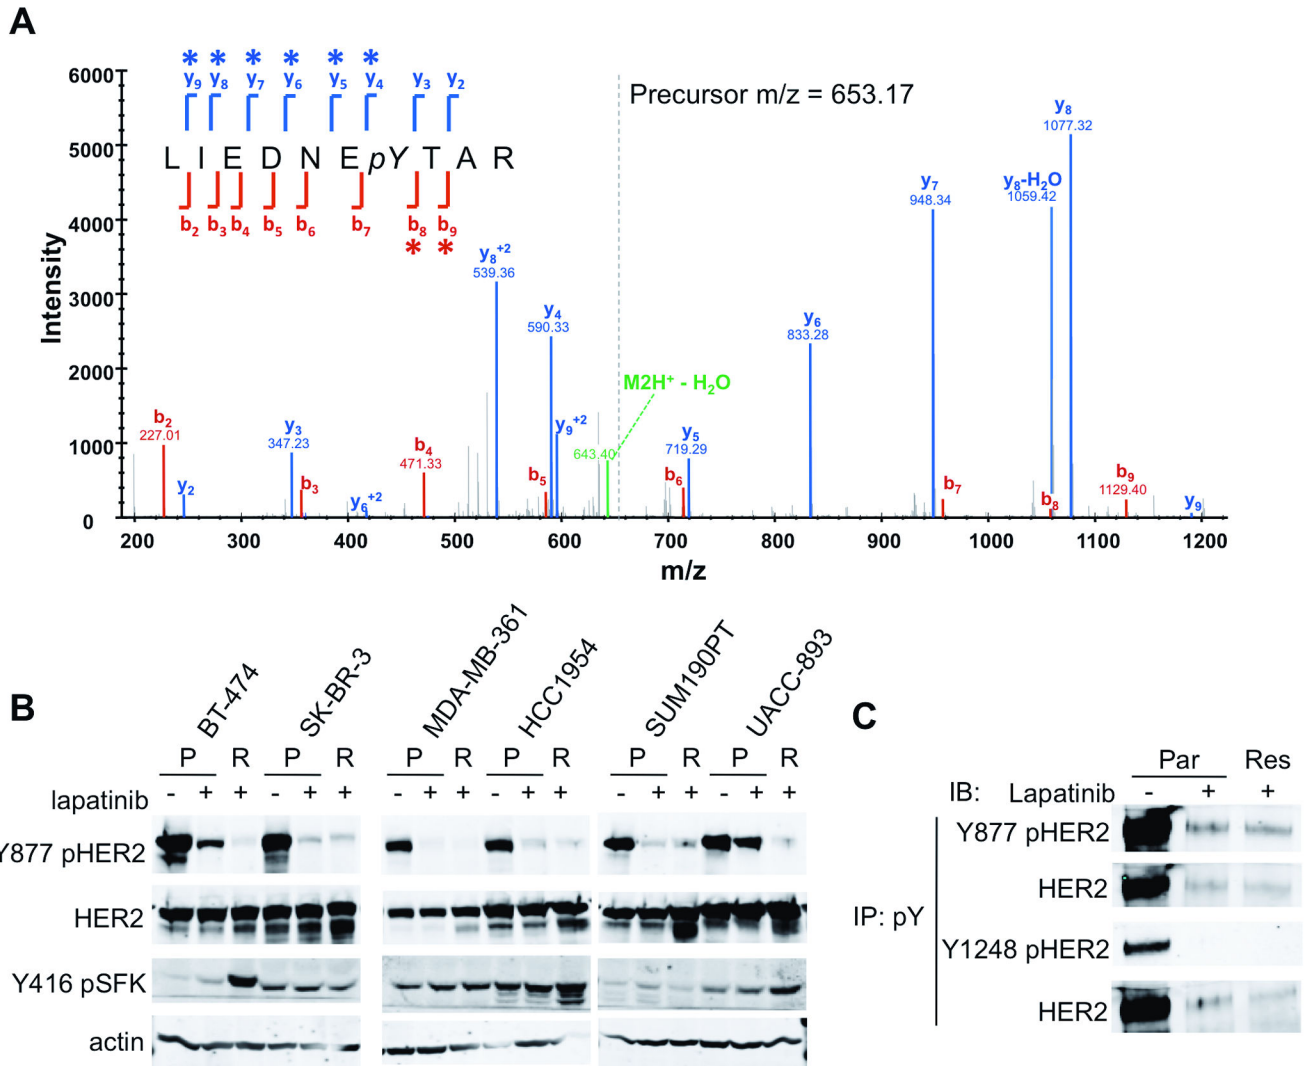 A
* * * * * *
y9 y8 y7 y6 y5 y4 y3 y2
L I E D N E pY T A R
b2 b3 b4 b5 b6 b7 b8 b9
* *
Precursor m/z = 653.17
Intensity
6000
5000
4000
3000
2000
1000
0
b2
227.01
y2
y3
347.23
b3
y6+2
b4
471.33
y8+2
539.36
b5
y4
590.33
y9+2
643.40
M2H+ - H2O
b6
y5
719.29
y6
833.28
y7
948.34
b7
y8-H2O
1059.42
b8
y8
1077.32
b9
1129.40
y9
200 300 400 500 600 700 800 900 1000 1100 1200
m/z
B
BT-474 SK-BR-3 MDA-MB-361 HCC1954 SUM190PT UACC-893
P R P R P R P R P R P R
lapatinib - + + - + + - + + - + + - + + - + +
Y877 pHER2
HER2
Y416 pSFK
actin
C
Par Res
IB: Lapatinib - + +
IP: pY
Y877 pHER2
HER2
Y1248 pHER2
HER2